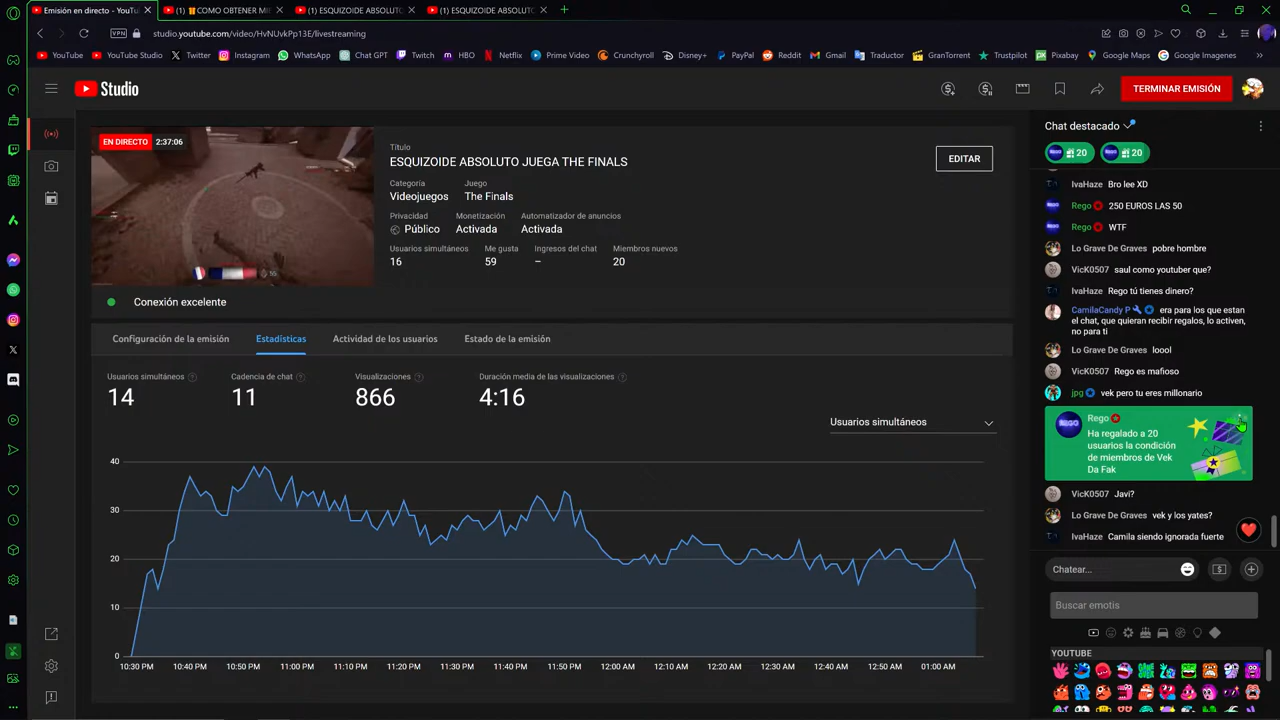 Emisión en directo - YouTu
(1) 🎁COMO OBTENER MI
(1) ESQUIZOIDE ABSOLUTO
(1) ESQUIZOIDE ABSOLUTO
VPN
studio.youtube.com/video/HvNUvkPp13E/livestreaming
YouTube
YouTube Studio
Twitter
Instagram
WhatsApp
Chat GPT
Twitch
HBO
Netflix
Prime Video
Crunchyroll
Disney+
PayPal
Reddit
Gmail
Traductor
GranTorrent
Trustpilot
Pixabay
Google Maps
Google Imagenes
Studio
TERMINAR EMISIÓN
EN DIRECTO
2:37:06
Título
ESQUIZOIDE ABSOLUTO JUEGA THE FINALS
EDITAR
Categoría
Juego
Videojuegos
The Finals
Privacidad
Monetización
Automatizador de anuncios
Público
Activada
Activada
Usuarios simultáneos
Me gusta
Ingresos del chat
Miembros nuevos
16
59
–
20
Conexión excelente
Configuración de la emisión
Estadísticas
Actividad de los usuarios
Estado de la emisión
Usuarios simultáneos
Cadencia de chat
Visualizaciones
Duración media de las visualizaciones
14
11
866
4:16
Usuarios simultáneos
40
30
20
10
0
10:30 PM
10:40 PM
10:50 PM
11:00 PM
11:10 PM
11:20 PM
11:30 PM
11:40 PM
11:50 PM
12:00 AM
12:10 AM
12:20 AM
12:30 AM
12:40 AM
12:50 AM
01:00 AM
Chat destacado
20
20
IvaHaze Bro lee XD
Rego 250 EUROS LAS 50
Rego WTF
Lo Grave De Graves pobre hombre
VicK0507 saul como youtuber que?
IvaHaze Rego tú tienes dinero?
CamilaCandy P era para los que estan
el chat, que quieran recibir regalos, lo activen,
no para ti
Lo Grave De Graves loool
VicK0507 Rego es mafioso
jpg vek pero tu eres millonario
Rego
Ha regalado a 20
usuarios la condición
de miembros de Vek
Da Fak
VicK0507 Javi?
Lo Grave De Graves vek y los yates?
IvaHaze Camila siendo ignorada fuerte
Chatear...
Buscar emotis
YOUTUBE